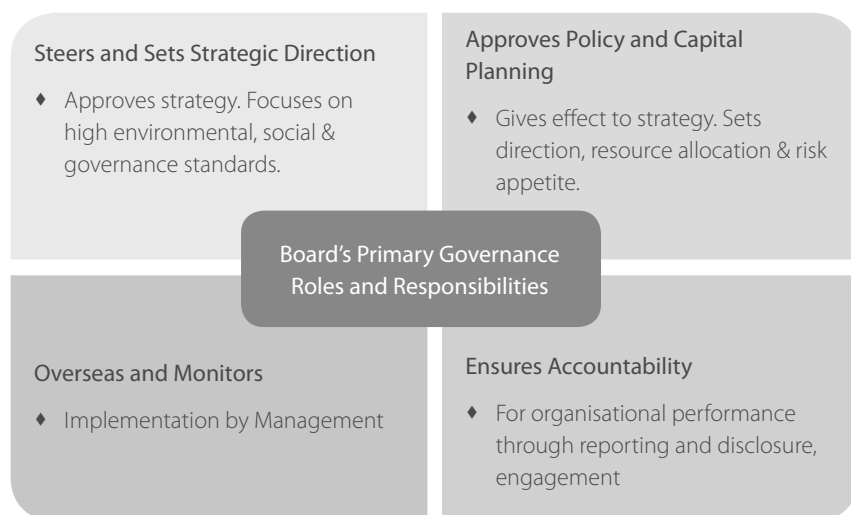 Steers and Sets Strategic Direction
♦ Approves strategy. Focuses on
high environmental, social &
governance standards.
Approves Policy and Capital
Planning
♦ Gives effect to strategy. Sets
direction, resource allocation & risk
appetite.
Board's Primary Governance
Roles and Responsibilities
Overseas and Monitors
♦ Implementation by Management
Ensures Accountability
♦ For organisational performance
through reporting and disclosure,
engagement